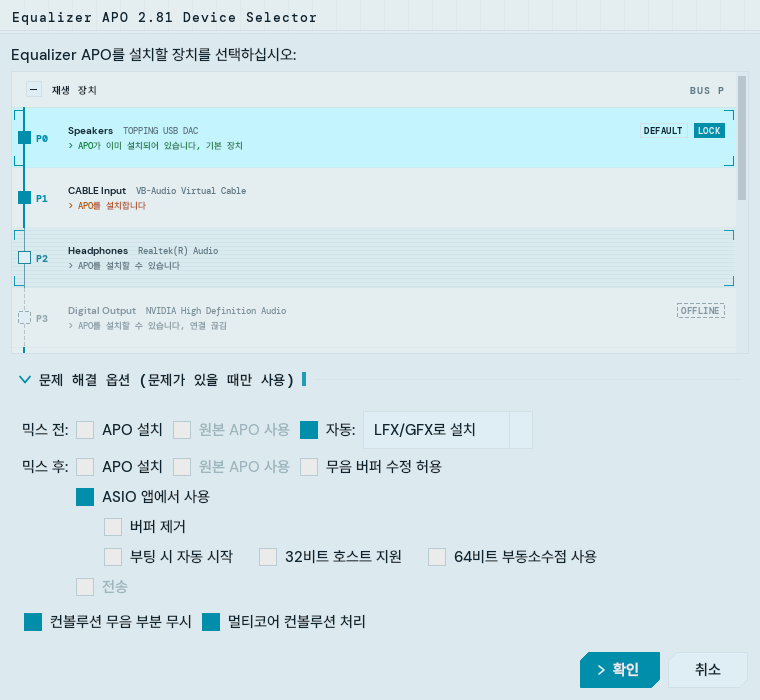 Equalizer APO 2.81 Device Selector
Equalizer APO를 설치할 장치를 선택하십시오:
재생 장치 BUS P
P0 Speakers TOPPING USB DAC DEFAULT LOCK
> APO가 이미 설치되어 있습니다, 기본 장치
P1 CABLE Input VB-Audio Virtual Cable
> APO를 설치합니다
P2 Headphones Realtek(R) Audio
> APO를 설치할 수 있습니다
P3 Digital Output NVIDIA High Definition Audio OFFLINE
> APO를 설치할 수 있습니다, 연결 끊김
문제 해결 옵션 (문제가 있을 때만 사용)
믹스 전: APO 설치 원본 APO 사용 자동: LFX/GFX로 설치
믹스 후: APO 설치 원본 APO 사용 무음 버퍼 수정 허용
ASIO 앱에서 사용
버퍼 제거
부팅 시 자동 시작 32비트 호스트 지원 64비트 부동소수점 사용
전송
컨볼루션 무음 부분 무시 멀티코어 컨볼루션 처리
> 확인 취소